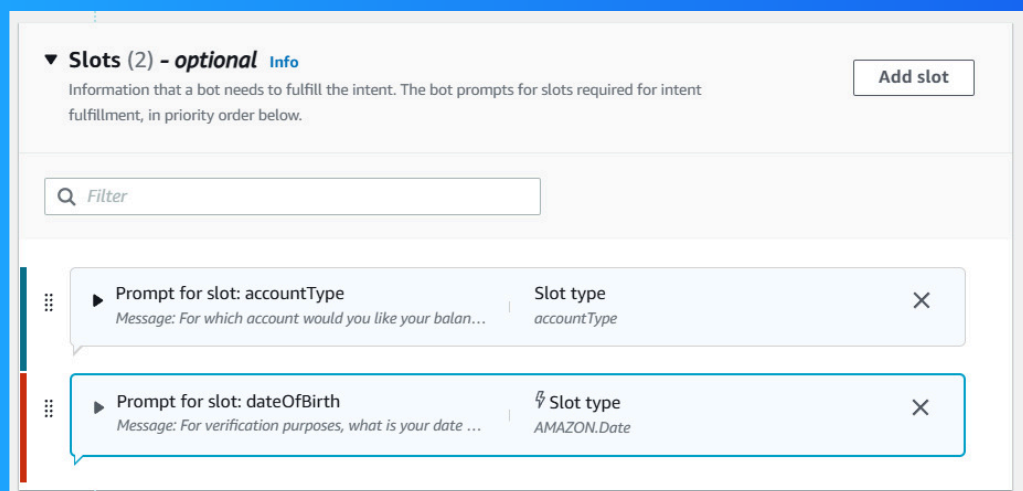 Slots (2) - optional Info
Add slot
Information that a bot needs to fulfill the intent. The bot prompts for slots required for intent
fulfillment, in priority order below.
Filter
Prompt for slot: accountType
Message: For which account would you like your balan...
Slot type
accountType
Prompt for slot: dateOfBirth
Message: For verification purposes, what is your date ...
Slot type
AMAZON.Date